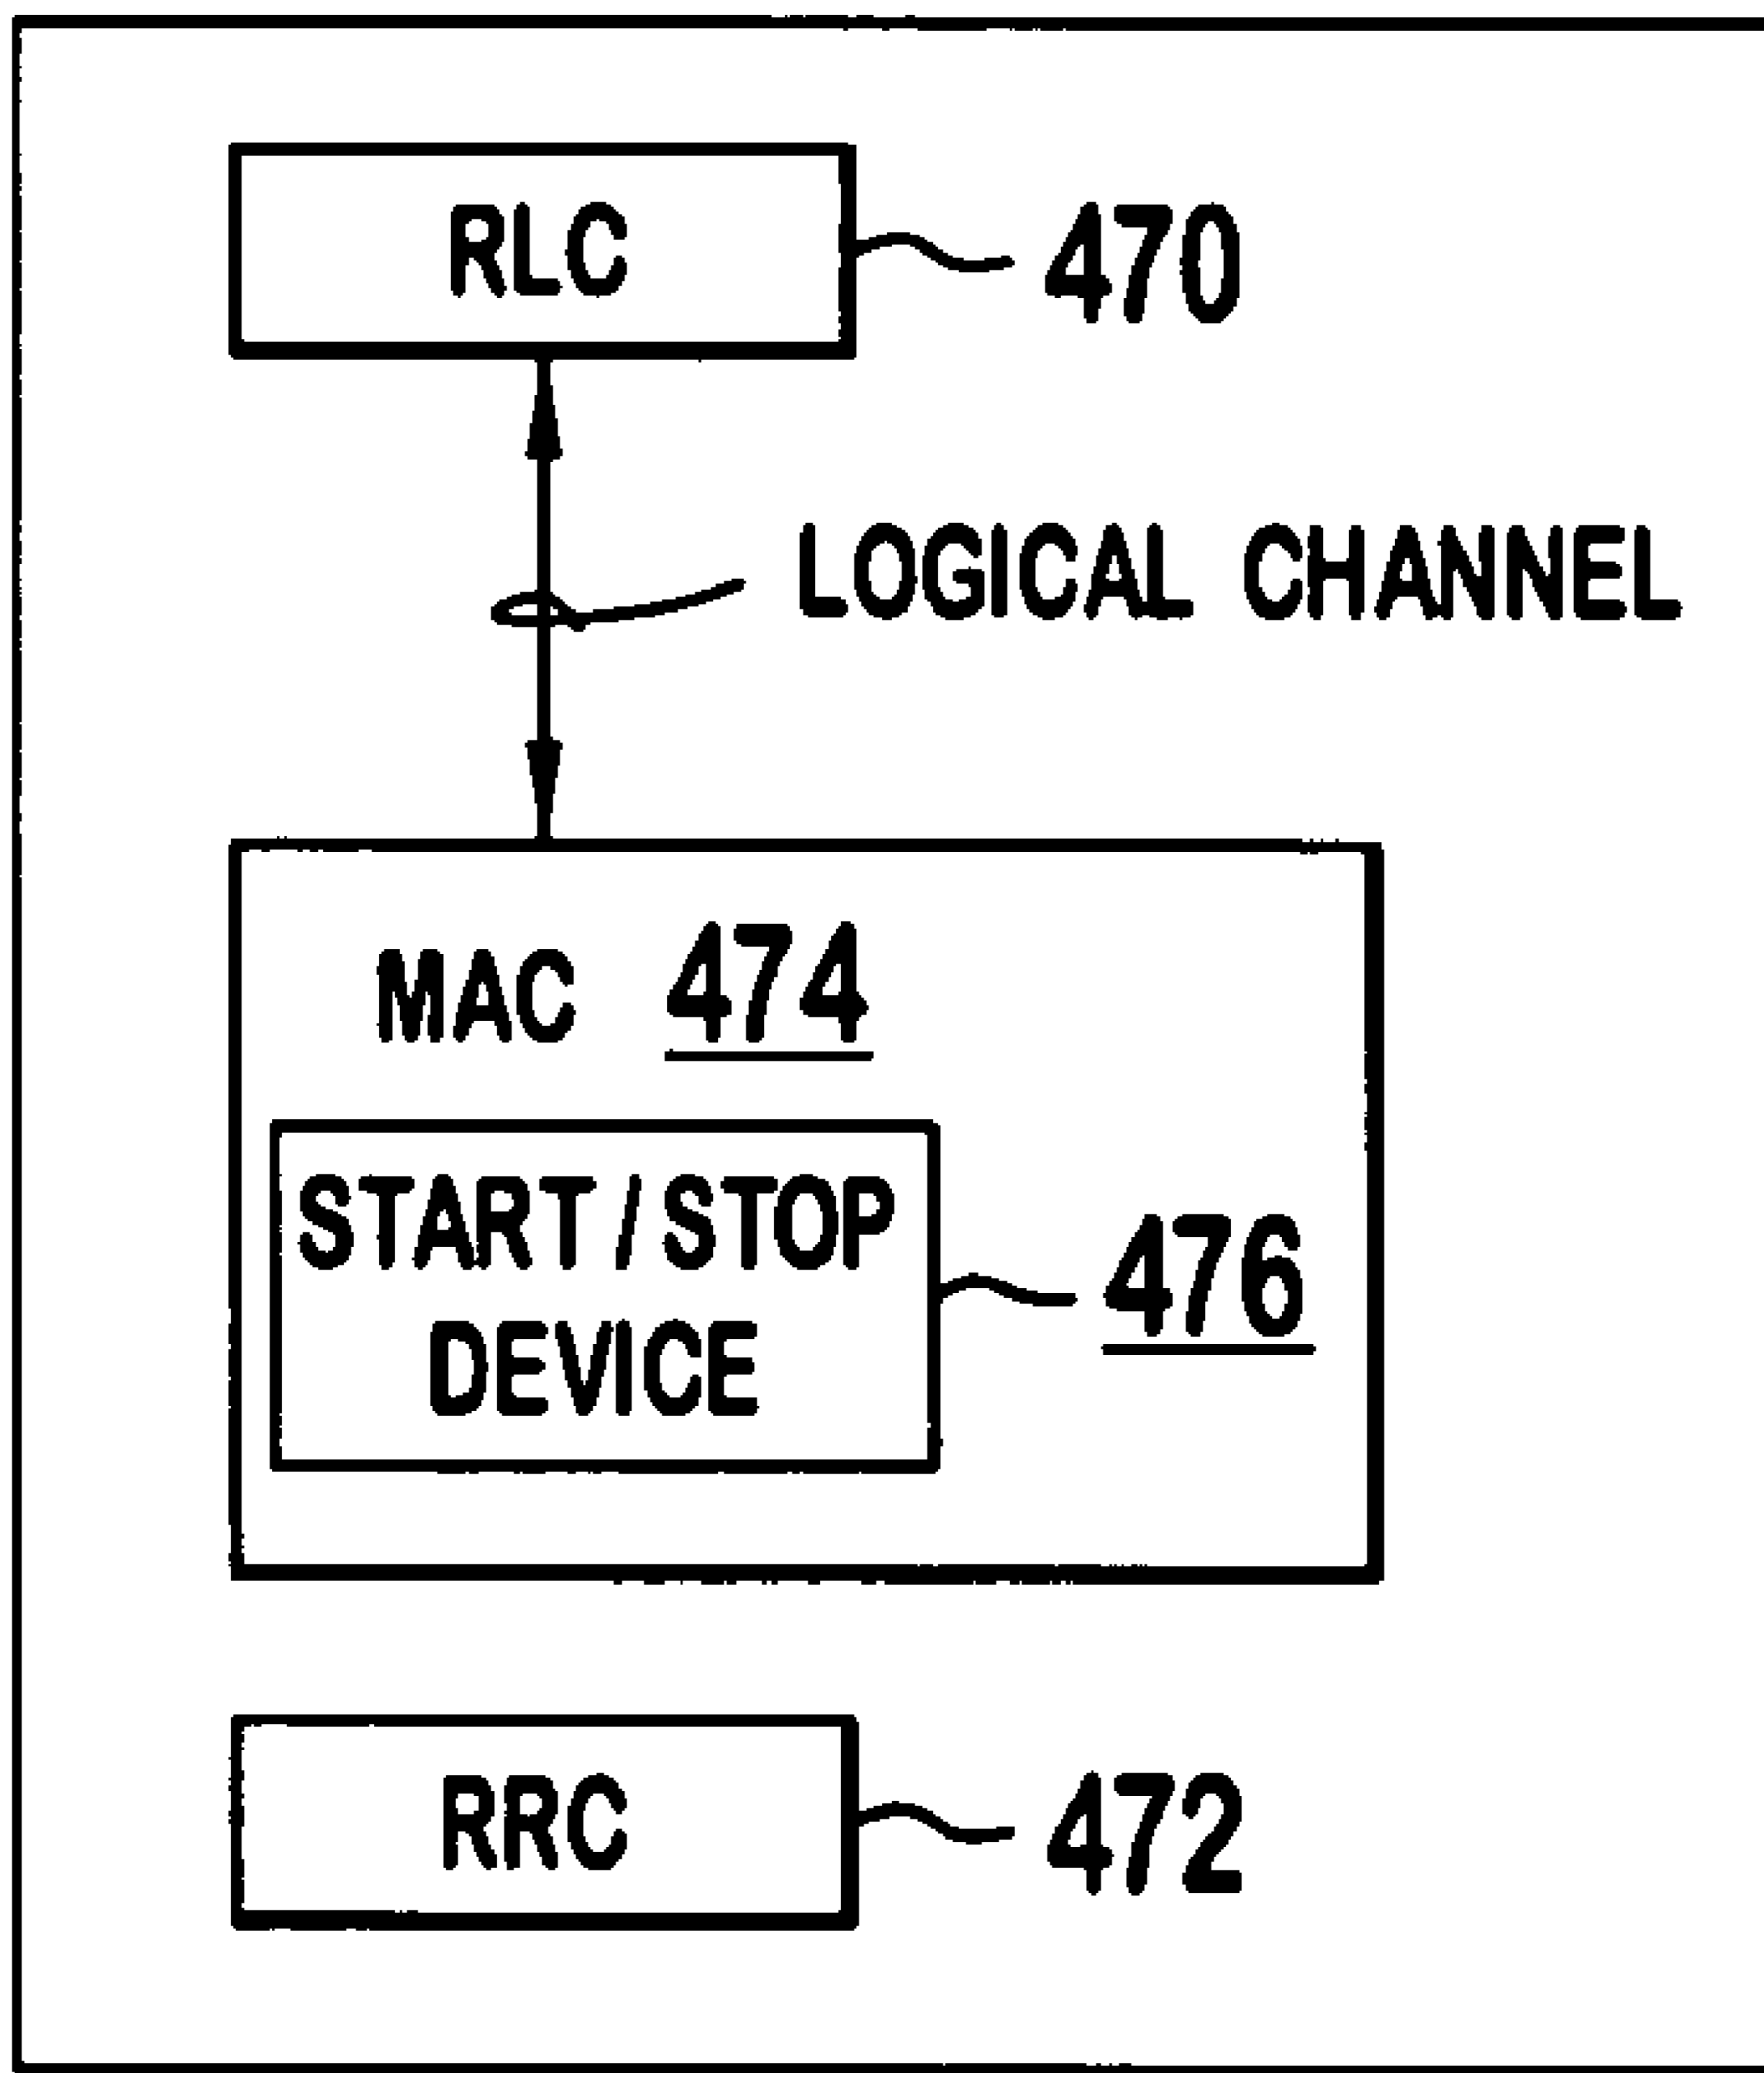 RLC 470
LOGICAL CHANNEL
MAC 474
START / STOP
DEVICE
476
RRC 472